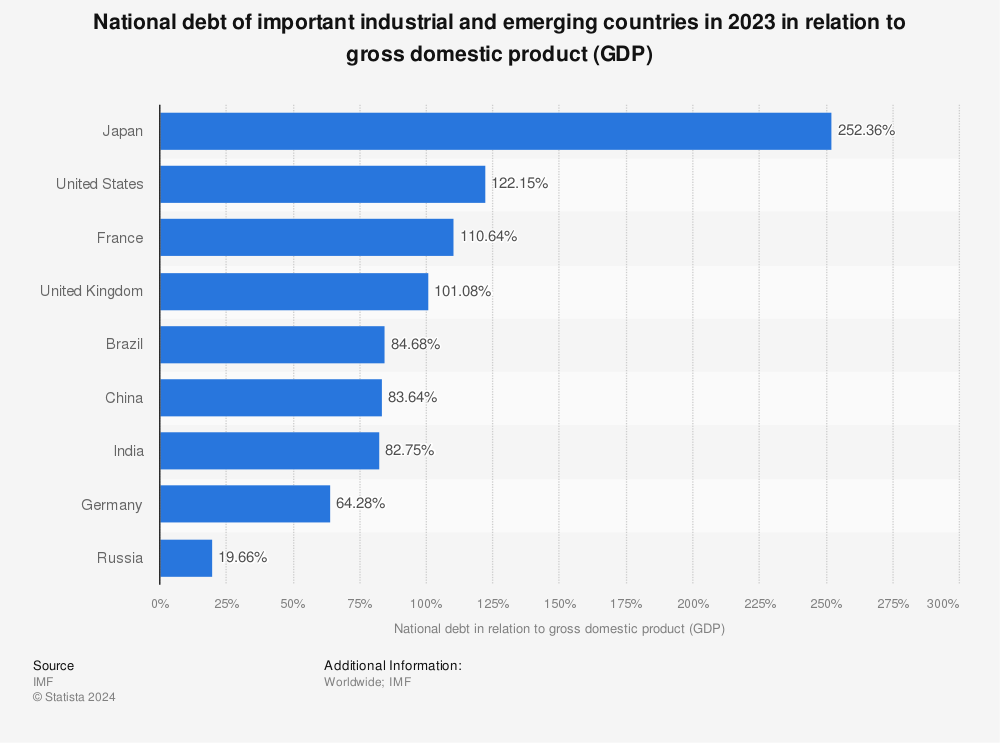 National debt of important industrial and emerging countries in 2023 in relation to
gross domestic product (GDP)
Japan 252.36%
United States 122.15%
France 110.64%
United Kingdom 101.08%
Brazil 84.68%
China 83.64%
India 82.75%
Germany 64.28%
Russia 19.66%
0% 25% 50% 75% 100% 125% 150% 175% 200% 225% 250% 275% 300%
National debt in relation to gross domestic product (GDP)
Source
IMF
© Statista 2024
Additional Information:
Worldwide; IMF